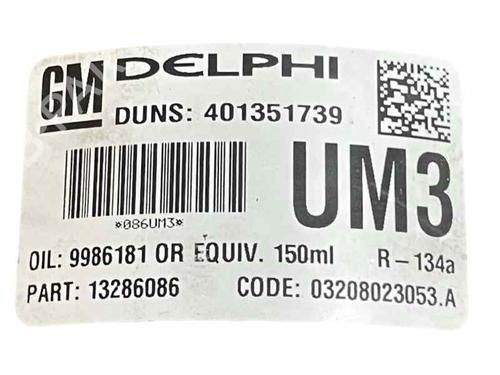 GM DELPHI
DUNS: 401351739
*086UM3*
UM3
OIL: 9986181 OR EQUIV. 150ml R-134a
PART: 13286086 CODE: 03208023053.A